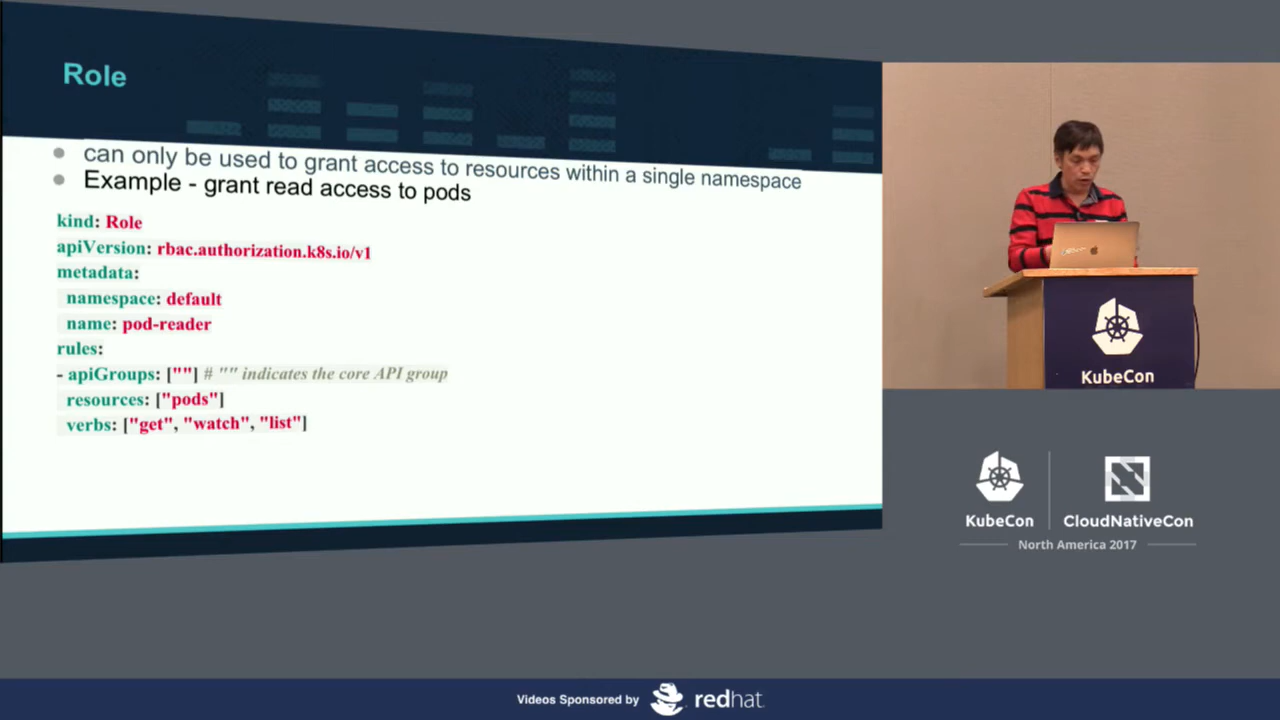 Role
can only be used to grant access to resources within a single namespace
Example - grant read access to pods
kind: Role
apiVersion: rbac.authorization.k8s.io/v1
metadata:
namespace: default
name: pod-reader
rules:
- apiGroups: [""] # "" indicates the core API group
resources: ["pods"]
verbs: ["get", "watch", "list"]
KubeCon
KubeCon
CloudNativeCon
North America 2017
Videos Sponsored by
redhat.